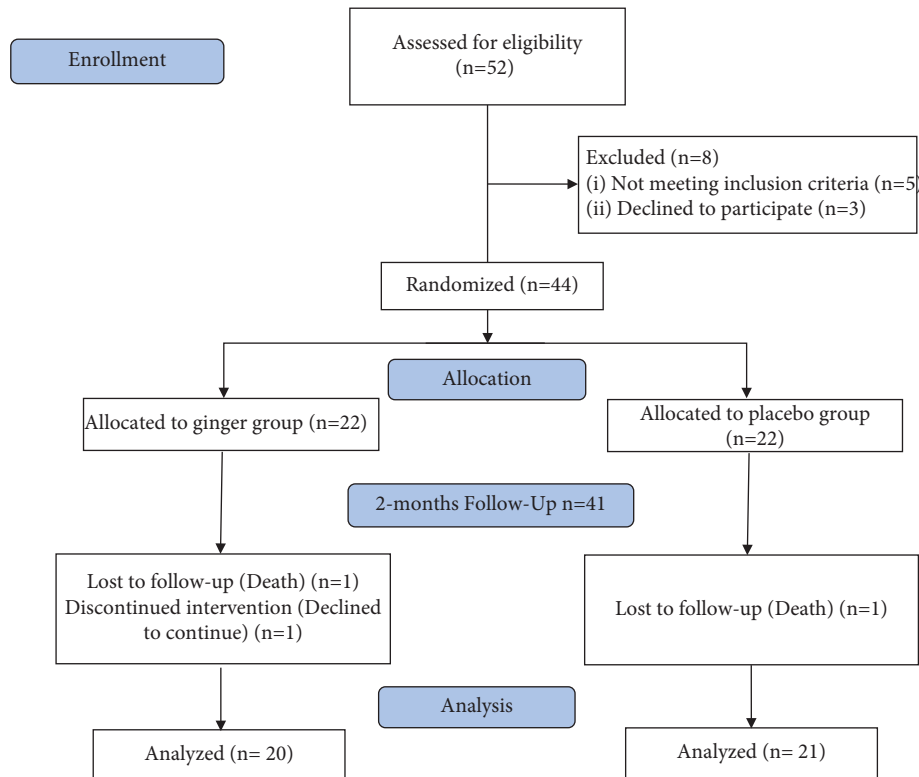 Enrollment
Assessed for eligibility
(n=52)
Excluded (n=8)
(i) Not meeting inclusion criteria (n=5)
(ii) Declined to participate (n=3)
Randomized (n=44)
Allocation
Allocated to ginger group (n=22)
Allocated to placebo group
(n=22)
2-months Follow-Up n=41
Lost to follow-up (Death) (n=1)
Discontinued intervention (Declined
to continue) (n=1)
Lost to follow-up (Death) (n=1)
Analysis
Analyzed (n= 20)
Analyzed (n= 21)